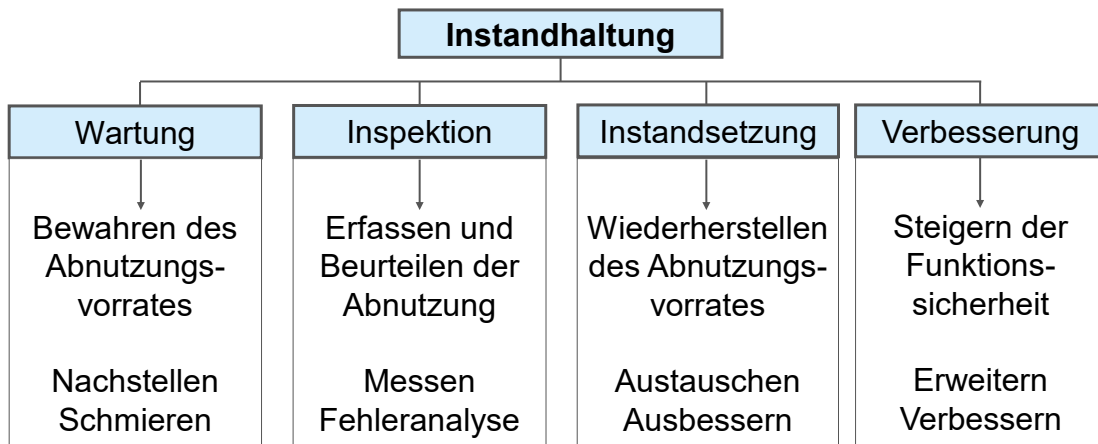 Instandhaltung
Wartung
Inspektion
Instandsetzung
Verbesserung
Bewahren des
Abnutzungs-
vorrates
Nachstellen
Schmieren
Erfassen und
Beurteilen der
Abnutzung
Messen
Fehleranalyse
Wiederherstellen
des Abnutzungs-
vorrates
Austauschen
Ausbessern
Steigern der
Funktions-
sicherheit
Erweitern
Verbessern